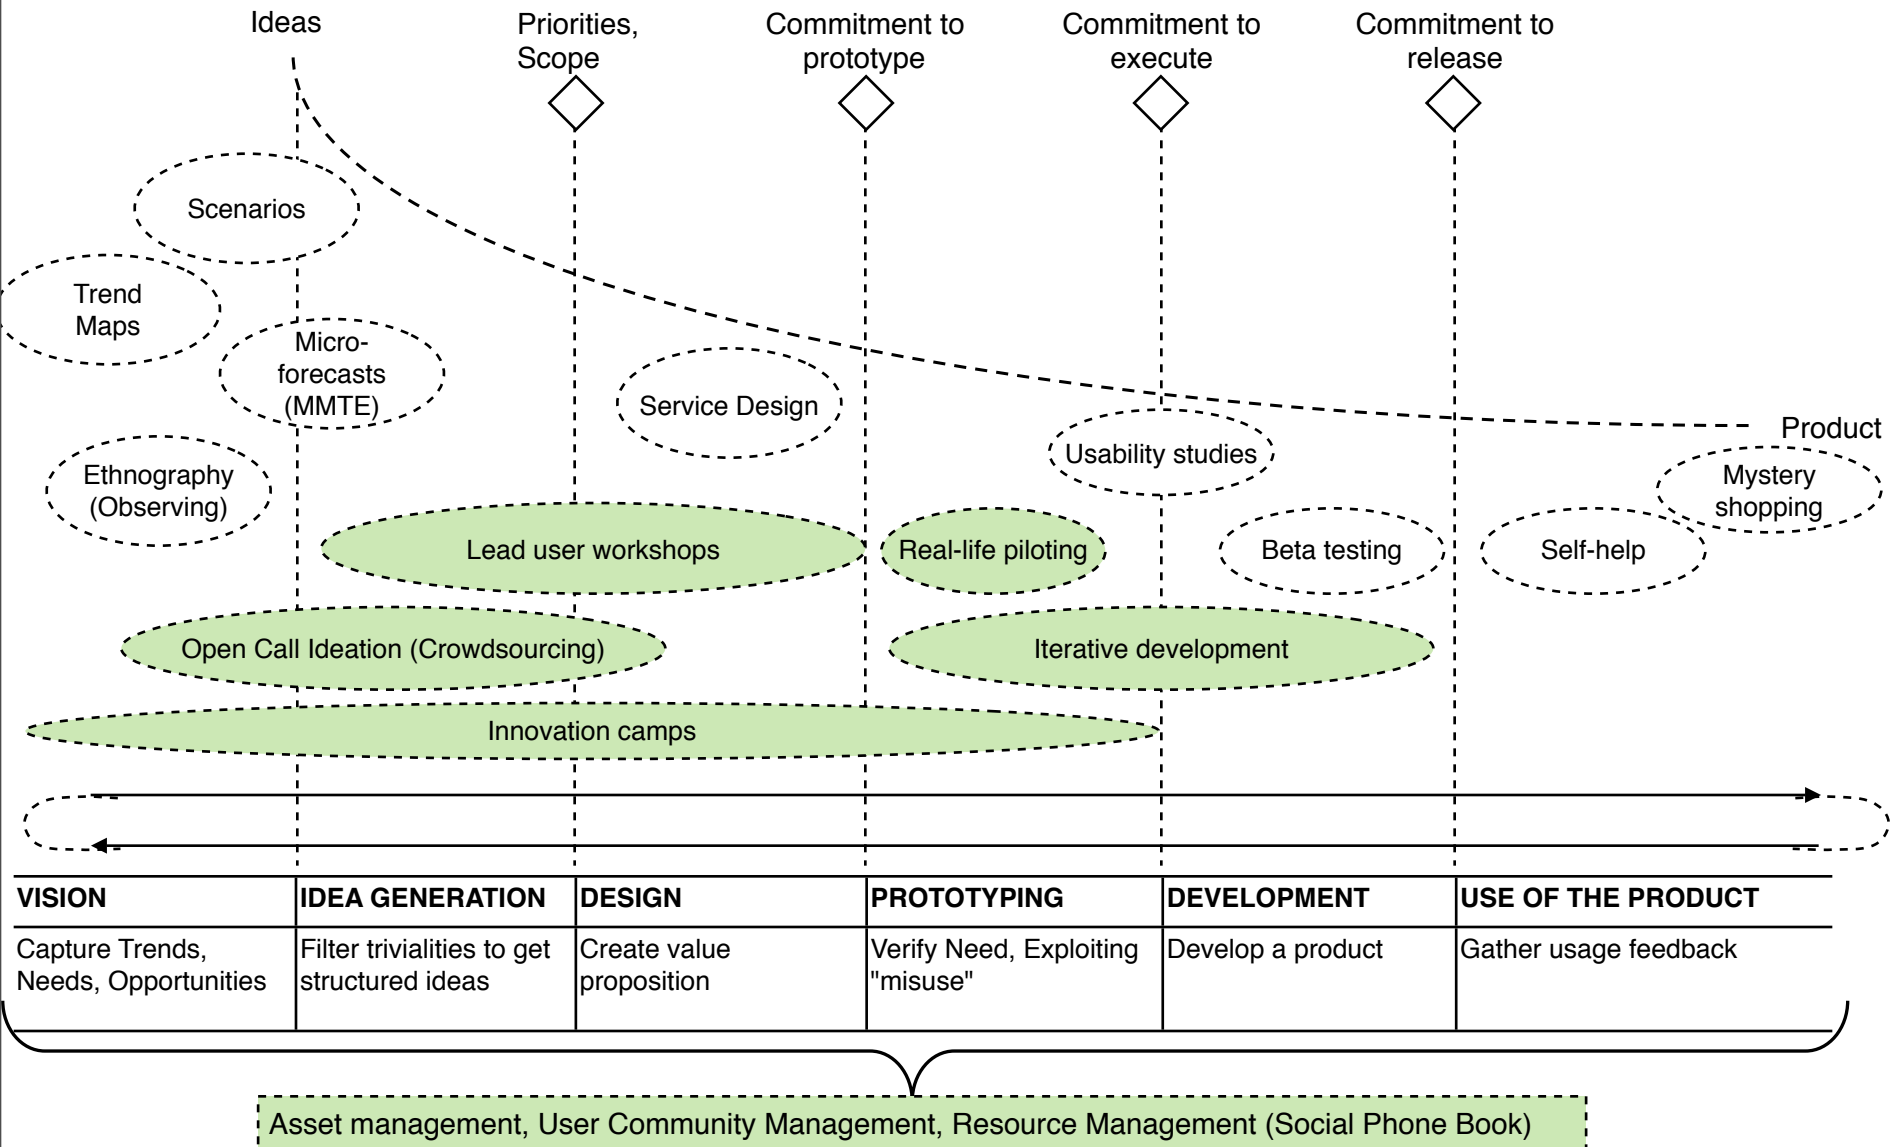 Ideas
Priorities,
Scope
Commitment to
prototype
Commitment to
execute
Commitment to
release
Scenarios
Trend
Maps
Micro-
forecasts
(MMTE)
Service Design
Product
Usability studies
Ethnography
(Observing)
Mystery
shopping
Lead user workshops
Real-life piloting
Beta testing
Self-help
Open Call Ideation (Crowdsourcing)
Iterative development
Innovation camps
VISION
IDEA GENERATION
DESIGN
PROTOTYPING
DEVELOPMENT
USE OF THE PRODUCT
Capture Trends,
Needs, Opportunities
Filter trivialities to get
structured ideas
Create value
proposition
Verify Need, Exploiting
"misuse"
Develop a product
Gather usage feedback
Asset management, User Community Management, Resource Management (Social Phone Book)